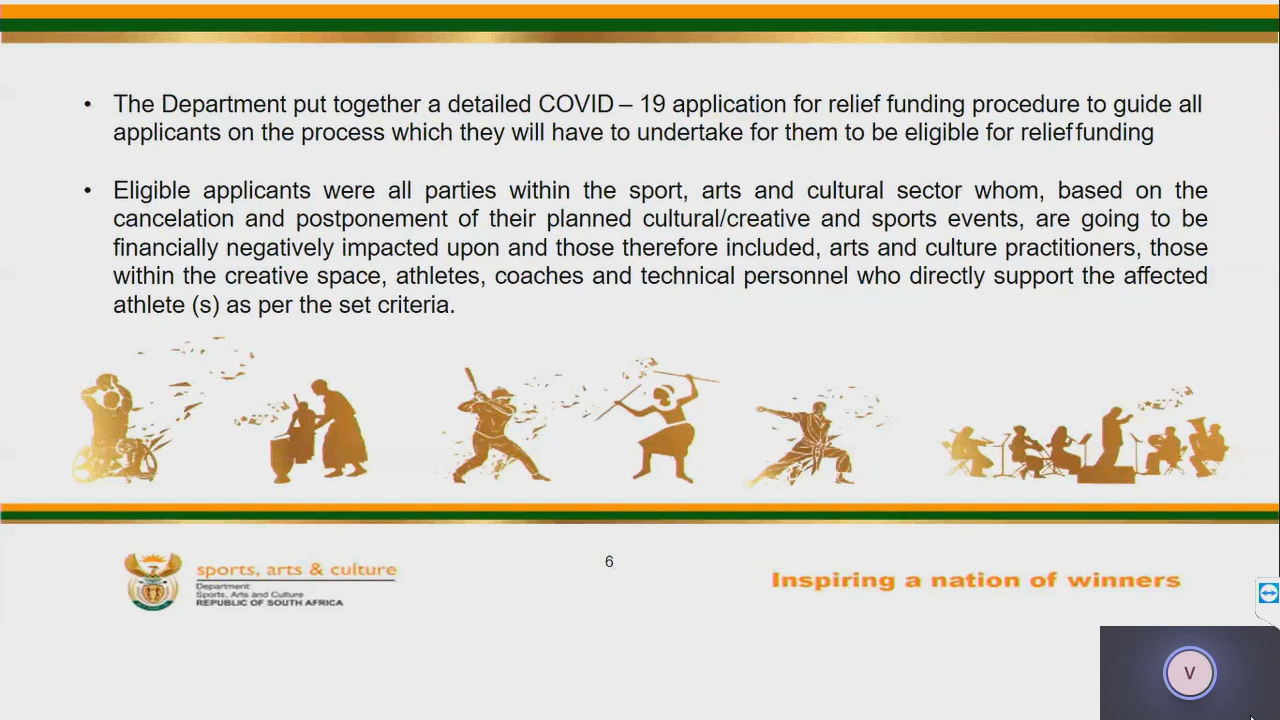 • The Department put together a detailed COVID – 19 application for relief funding procedure to guide all
applicants on the process which they will have to undertake for them to be eligible for relief funding
• Eligible applicants were all parties within the sport, arts and cultural sector whom, based on the
cancelation and postponement of their planned cultural/creative and sports events, are going to be
financially negatively impacted upon and those therefore included, arts and culture practitioners, those
within the creative space, athletes, coaches and technical personnel who directly support the affected
athlete (s) as per the set criteria.
6
sports, arts & culture
Department:
Sports, Arts and Culture
REPUBLIC OF SOUTH AFRICA
Inspiring a nation of winners
V